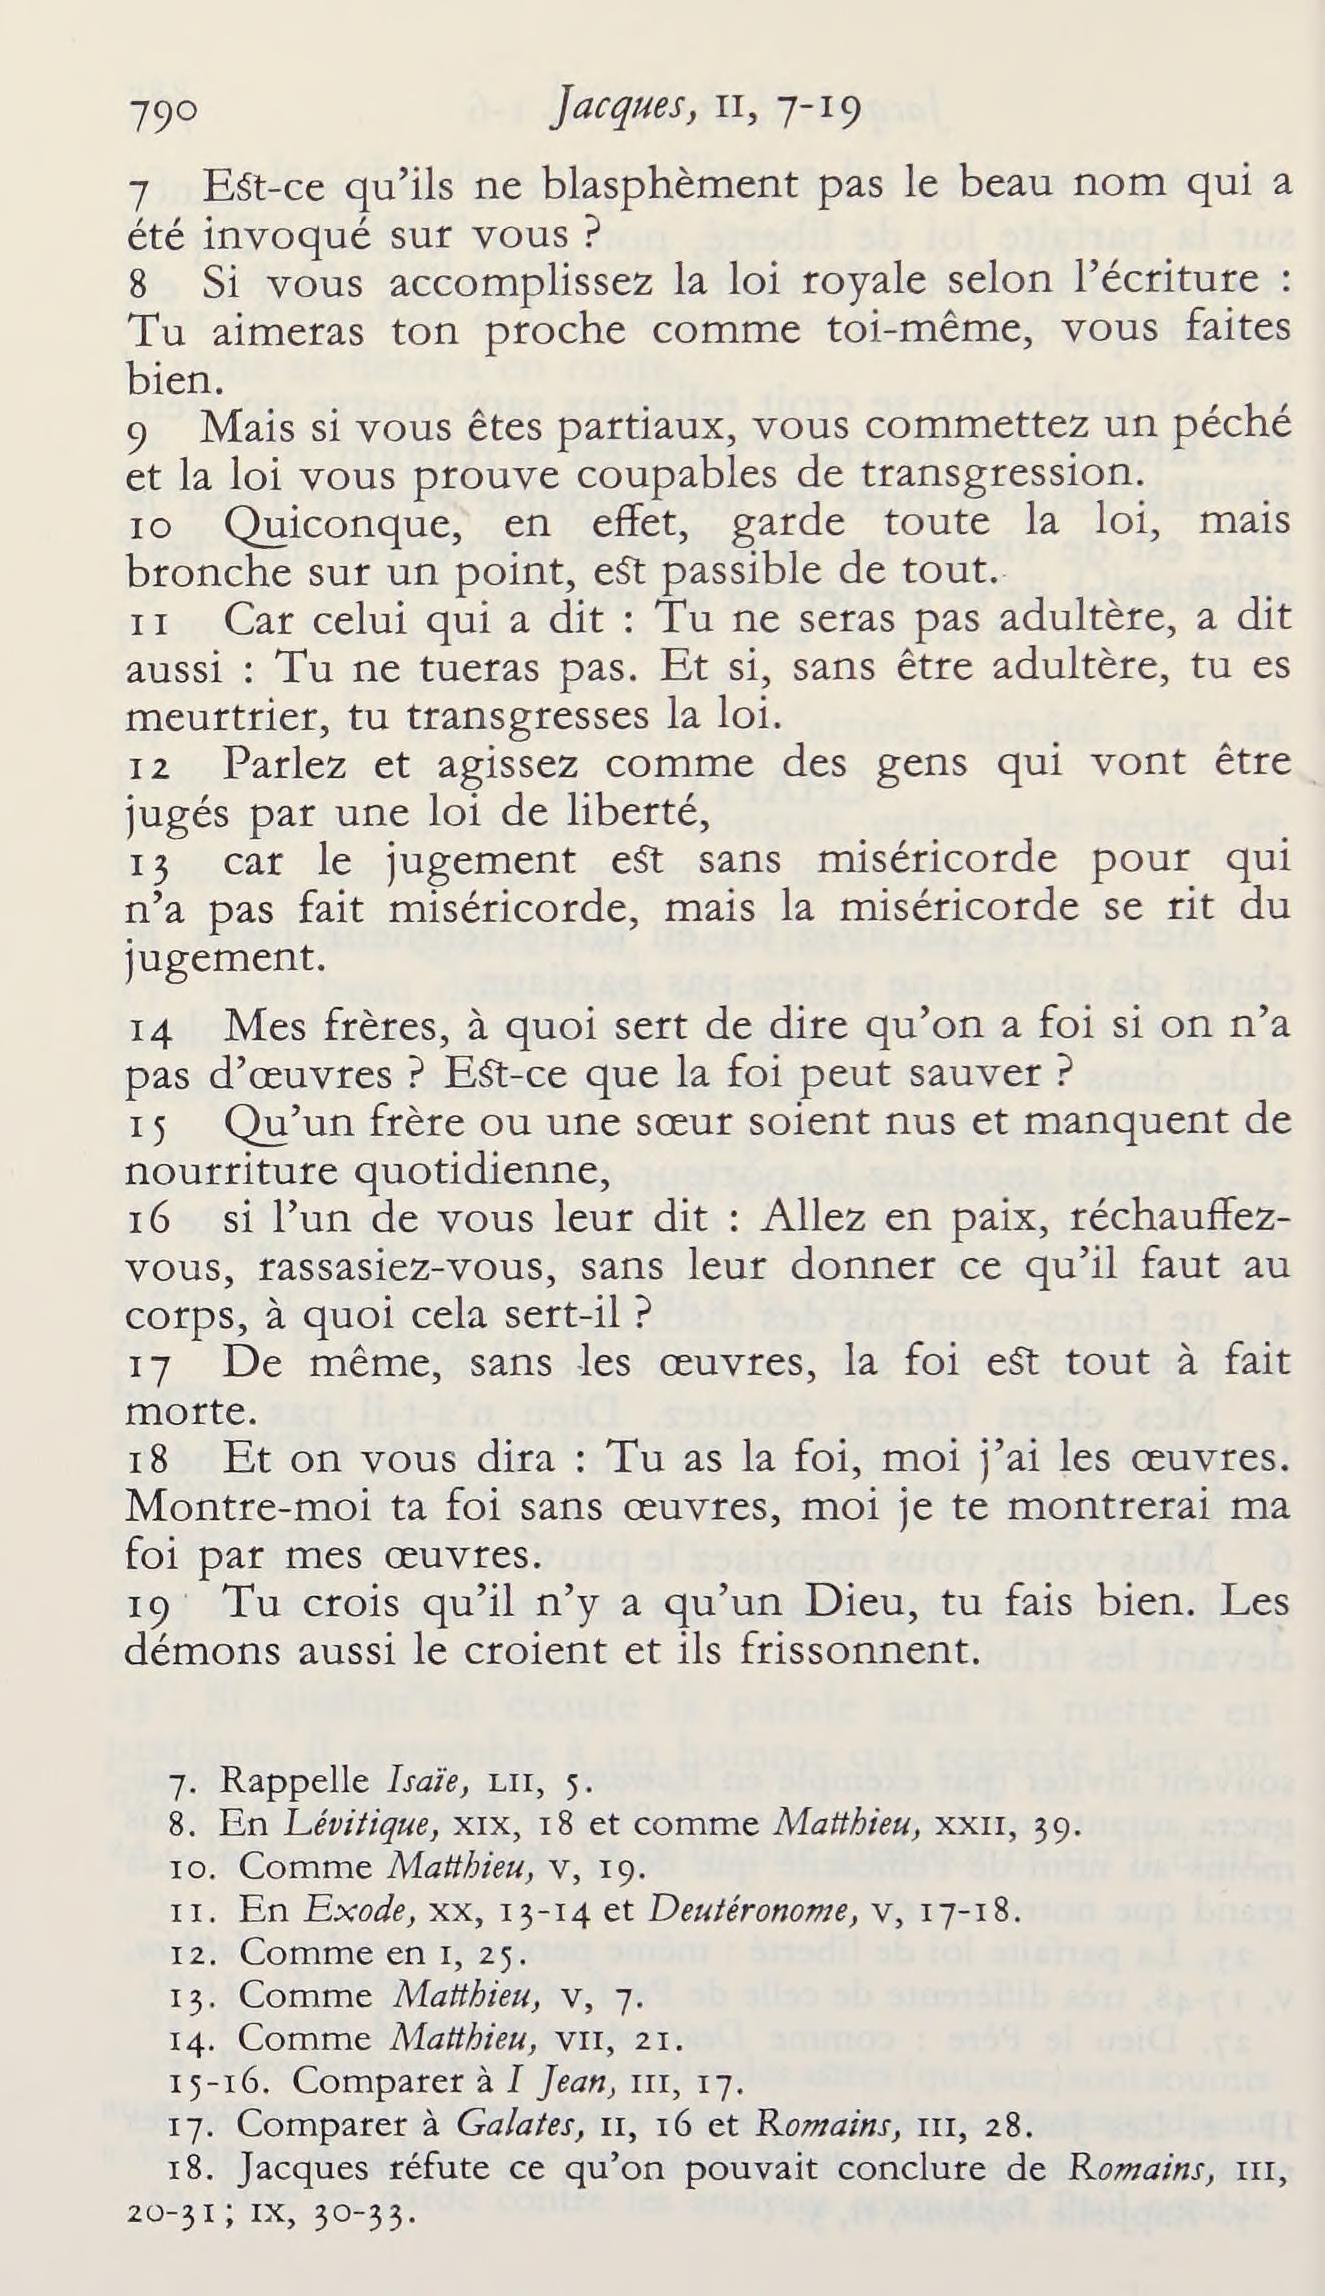 790
Jacques, II, 7-19
7 Est-ce qu’ils ne blasphèment pas le beau nom qui a
été invoqué sur vous ?
8 Si vous accomplissez la loi royale selon l’écriture :
Tu aimeras ton proche comme toi-même, vous faites
bien.
9 Mais si vous êtes partiaux, vous commettez un péché
et la loi vous prouve coupables de transgression.
10 Quiconque, en effet, garde toute la loi, mais
bronche sur un point, est passible de tout.
11 Car celui qui a dit : Tu ne seras pas adultère, a dit
aussi : Tu ne tueras pas. Et si, sans être adultère, tu es
meurtrier, tu transgresses la loi.
12 Parlez et agissez comme des gens qui vont être
jugés par une loi de liberté,
13 car le jugement est sans miséricorde pour qui
n’a pas fait miséricorde, mais la miséricorde se rit du
jugement.
14 Mes frères, à quoi sert de dire qu’on a foi si on n’a
pas d’œuvres ? Est-ce que la foi peut sauver ?
15 Qu’un frère ou une sœur soient nus et manquent de
nourriture quotidienne,
16 si l’un de vous leur dit : Allez en paix, réchauffez-
vous, rassasiez-vous, sans leur donner ce qu’il faut au
corps, à quoi cela sert-il ?
17 De même, sans les œuvres, la foi est tout à fait
morte.
18 Et on vous dira : Tu as la foi, moi j’ai les œuvres.
Montre-moi ta foi sans œuvres, moi je te montrerai ma
foi par mes œuvres.
19 Tu crois qu’il n’y a qu’un Dieu, tu fais bien. Les
démons aussi le croient et ils frissonnent.
7. Rappelle Isaïe, LII, 5.
8. En Lévitique, XIX, 18 et comme Matthieu, XXII, 39.
10. Comme Matthieu, V, 19.
11. En Exode, XX, 13-14 et Deutéronome, V, 17-18.
12. Comme en I, 25.
13. Comme Matthieu, V, 7.
14. Comme Matthieu, VII, 21.
15-16. Comparer à I Jean, III, 17.
17. Comparer à Galates, II, 16 et Romains, III, 28.
18. Jacques réfute ce qu’on pouvait conclure de Romains, III,
20-31 ; IX, 30-33.